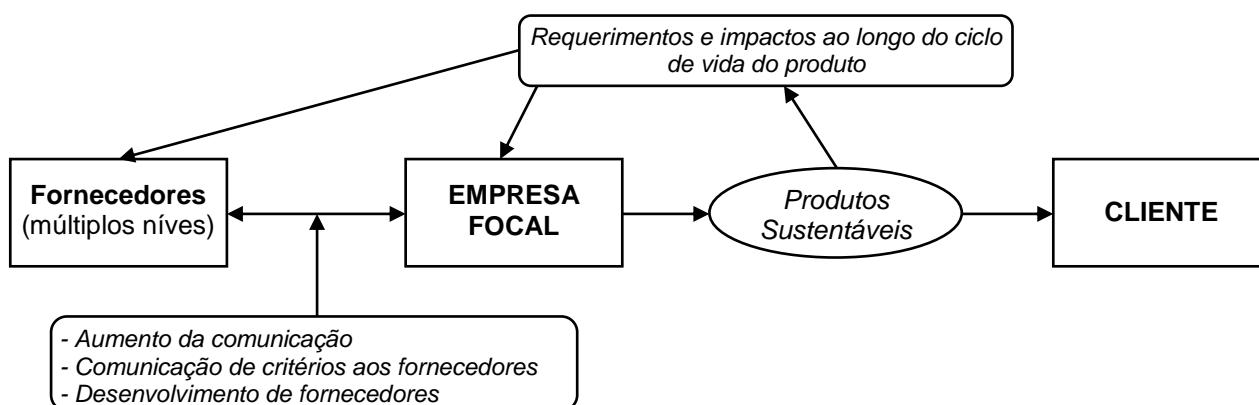 Requerimentos e impactos ao longo do ciclo
de vida do produto
Fornecedores
(múltiplos níves)
EMPRESA
FOCAL
Produtos
Sustentáveis
CLIENTE
- Aumento da comunicação
- Comunicação de critérios aos fornecedores
- Desenvolvimento de fornecedores